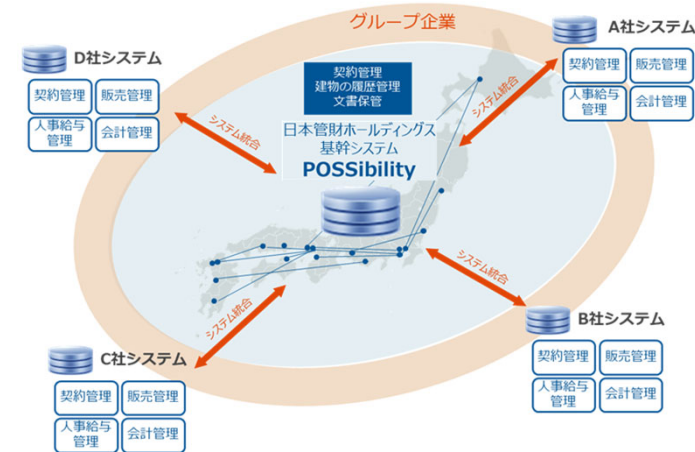 グループ企業
A社システム
契約管理
販売管理
人事給与
管理
会計管理
D社システム
契約管理
販売管理
人事給与
管理
会計管理
契約管理
建物の履歴管理
文書保管
日本管財ホールディングス
基幹システム
POSSibility
システム統合
システム統合
システム統合
システム統合
B社システム
契約管理
販売管理
人事給与
管理
会計管理
C社システム
契約管理
販売管理
人事給与
管理
会計管理